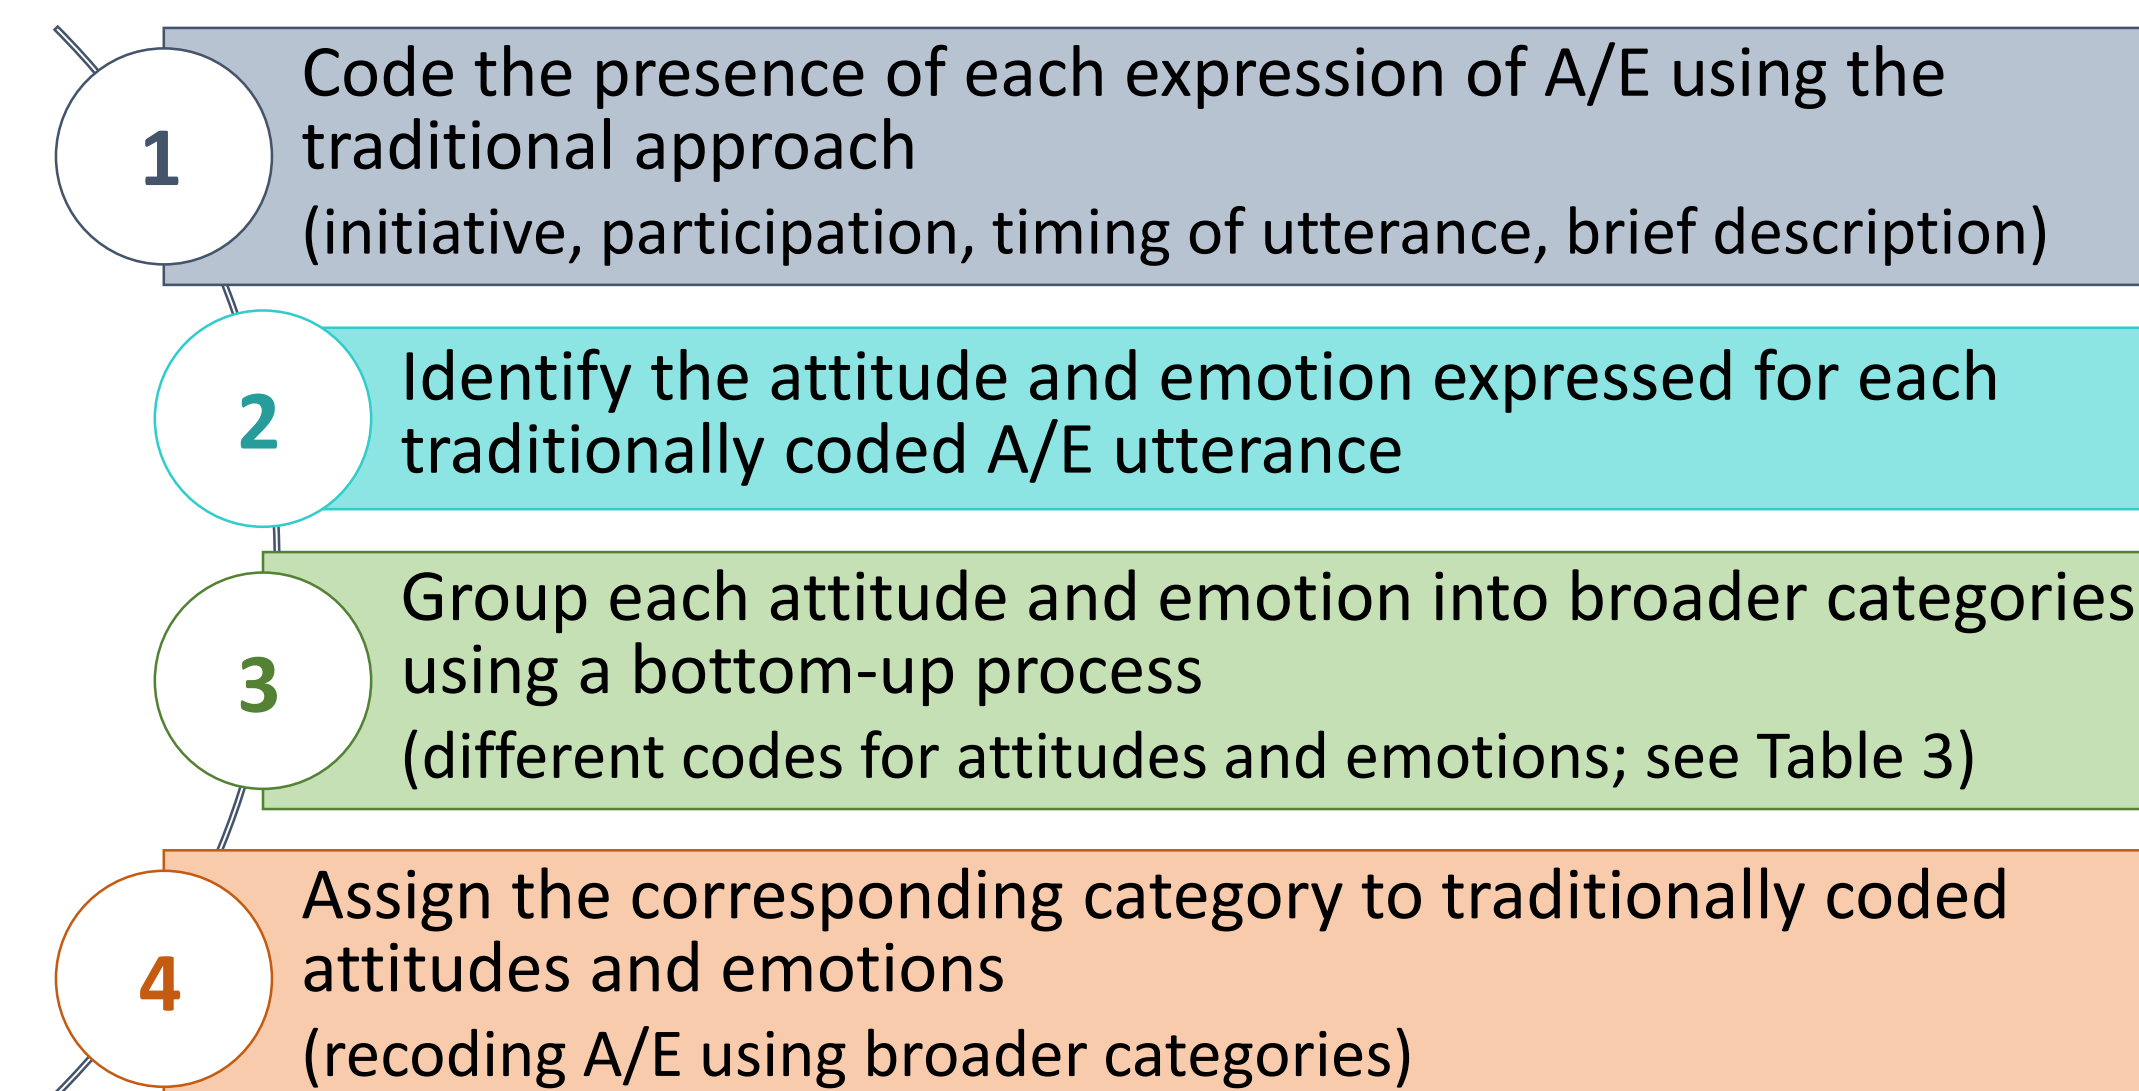 1
Code the presence of each expression of A/E using the
traditional approach
(initiative, participation, timing of utterance, brief description)
2
Identify the attitude and emotion expressed for each
traditionally coded A/E utterance
3
Group each attitude and emotion into broader categories
using a bottom-up process
(different codes for attitudes and emotions; see Table 3)
4
Assign the corresponding category to traditionally coded
attitudes and emotions
(recoding A/E using broader categories)